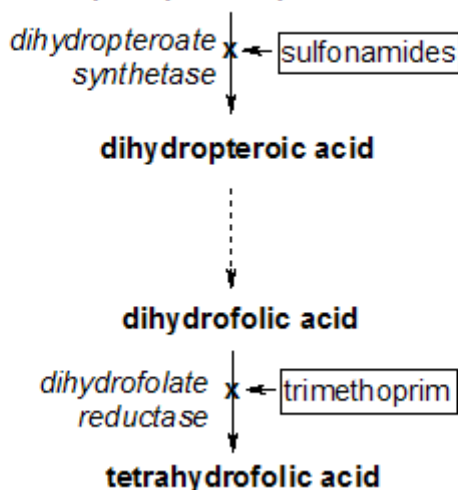 dihydropteroate
synthetase
x
sulfonamides
dihydropteroic acid
dihydrofolic acid
dihydrofolate
reductase
x
trimethoprim
tetrahydrofolic acid